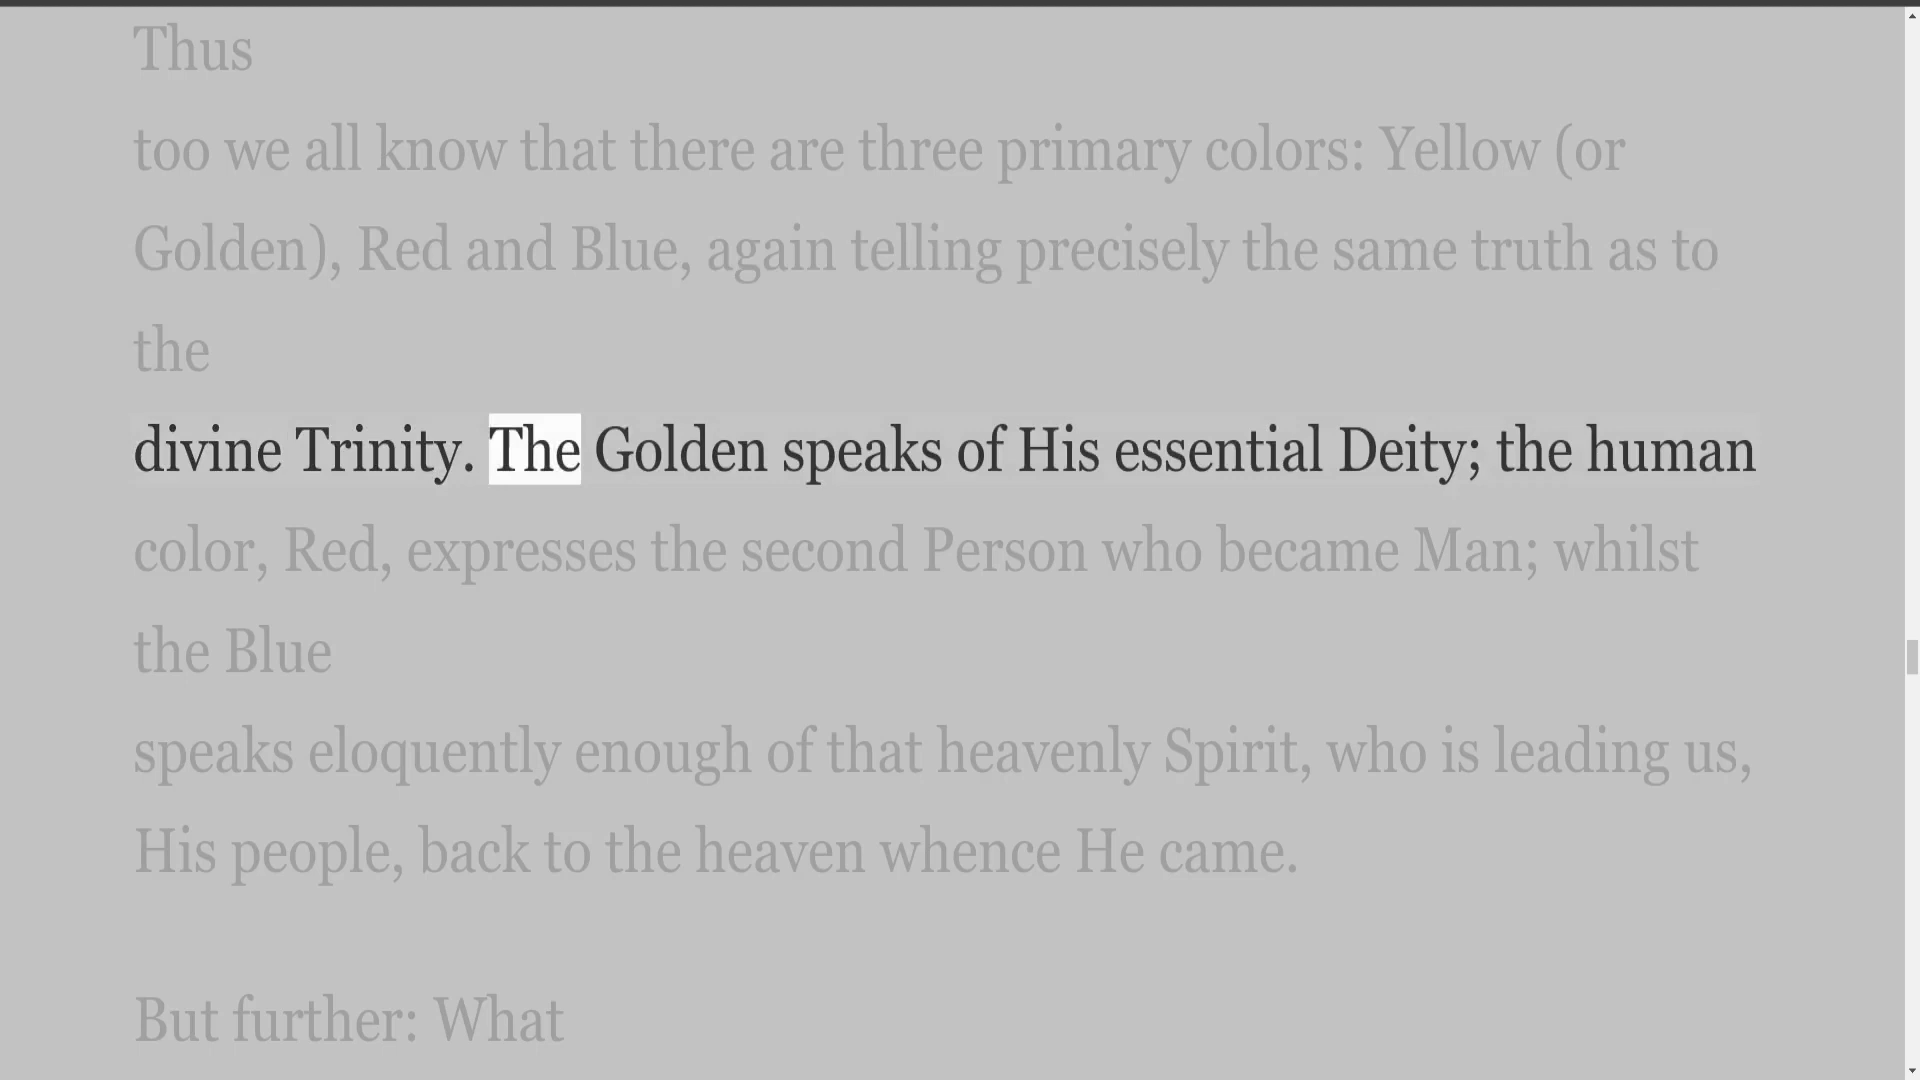 Thus
too we all know that there are three primary colors: Yellow (or
Golden), Red and Blue, again telling precisely the same truth as to
the
divine Trinity. The Golden speaks of His essential Deity; the human
color, Red, expresses the second Person who became Man; whilst
the Blue
speaks eloquently enough of that heavenly Spirit, who is leading us,
His people, back to the heaven whence He came.
But further: What